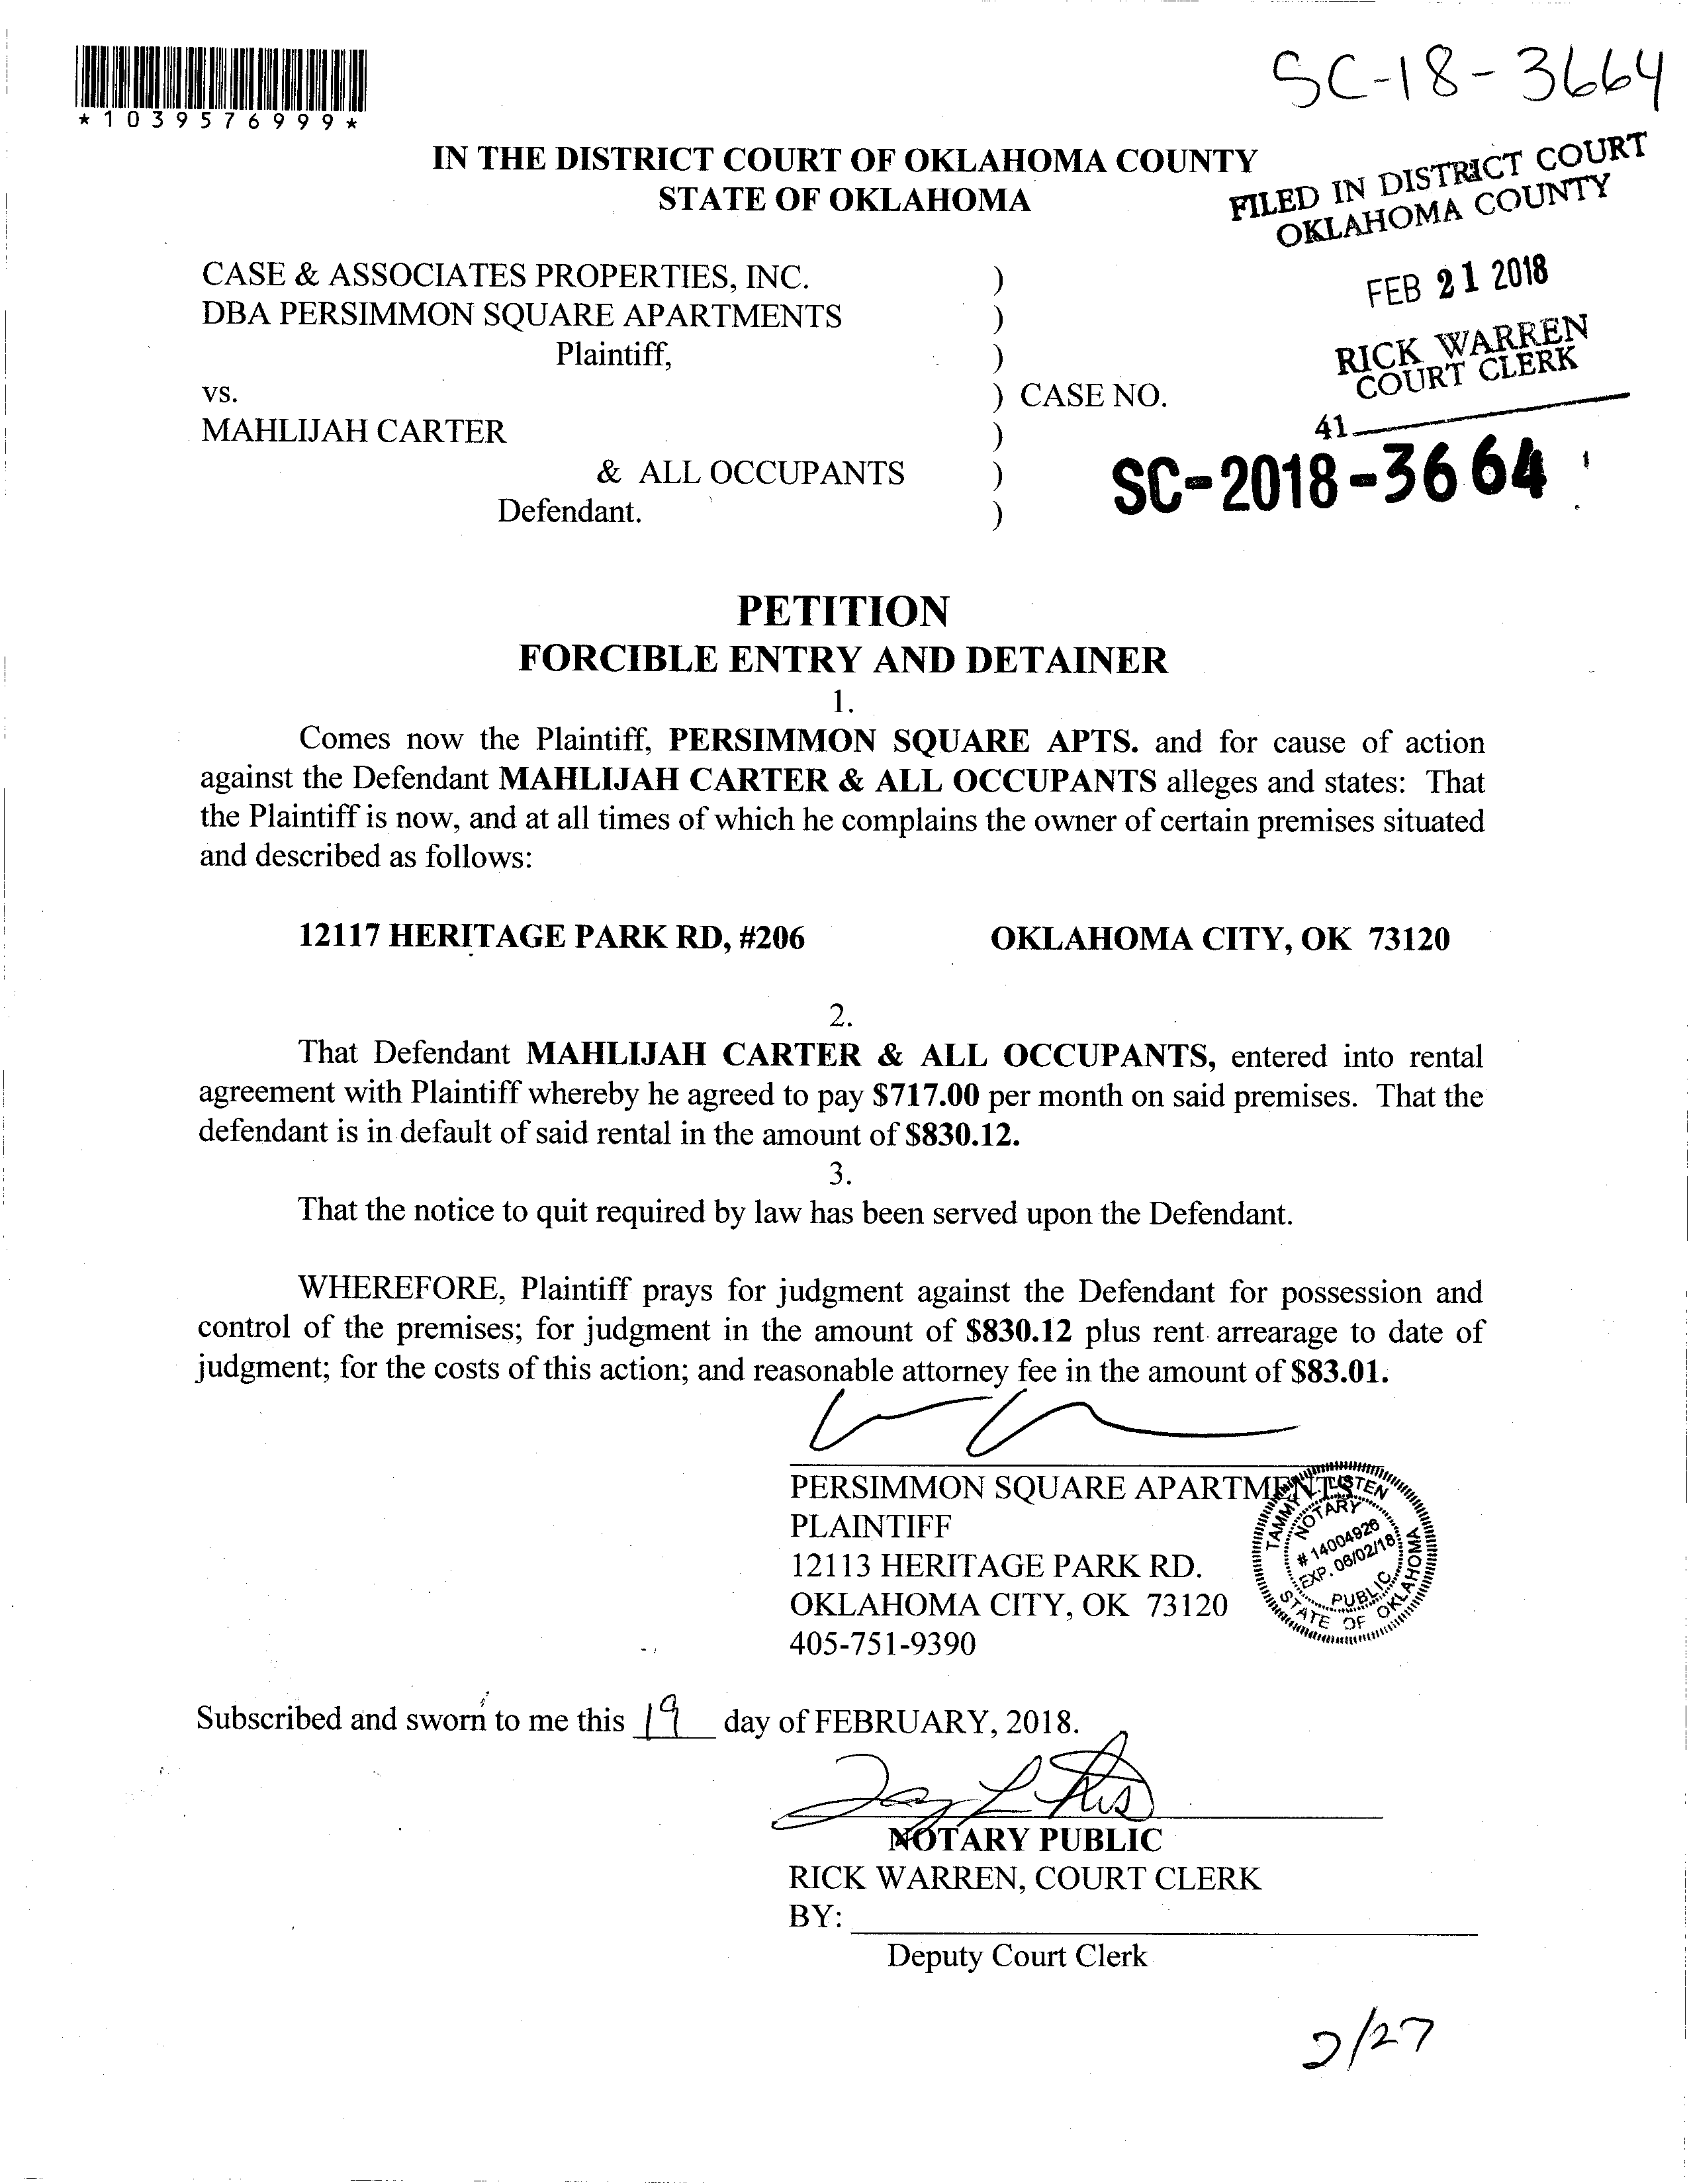 SC-18-3664
*1039576999*
IN THE DISTRICT COURT OF OKLAHOMA COUNTY
STATE OF OKLAHOMA
FILED IN DISTRICT COURT
OKLAHOMA COUNTY
FEB 21 2018
RICK WARREN
COURT CLERK
41
CASE & ASSOCIATES PROPERTIES, INC. )
DBA PERSIMMON SQUARE APARTMENTS )
Plaintiff, )
vs. ) CASE NO.
MAHLIJAH CARTER )
& ALL OCCUPANTS )
Defendant. )
SC-2018-3664
PETITION
FORCIBLE ENTRY AND DETAINER
1.
Comes now the Plaintiff, PERSIMMON SQUARE APTS. and for cause of action
against the Defendant MAHLIJAH CARTER & ALL OCCUPANTS alleges and states: That
the Plaintiff is now, and at all times of which he complains the owner of certain premises situated
and described as follows:
12117 HERITAGE PARK RD, #206 OKLAHOMA CITY, OK 73120
2.
That Defendant MAHLIJAH CARTER & ALL OCCUPANTS, entered into rental
agreement with Plaintiff whereby he agreed to pay $717.00 per month on said premises. That the
defendant is in default of said rental in the amount of $830.12.
3.
That the notice to quit required by law has been served upon the Defendant.
WHEREFORE, Plaintiff prays for judgment against the Defendant for possession and
control of the premises; for judgment in the amount of $830.12 plus rent arrearage to date of
judgment; for the costs of this action; and reasonable attorney fee in the amount of $83.01.
PERSIMMON SQUARE APARTMENTS
PLAINTIFF
12113 HERITAGE PARK RD.
OKLAHOMA CITY, OK 73120
405-751-9390
TAMMY
NOTARY
# 14004926
EXP. 06/02/18
PUBLIC
STATE OF OKLAHOMA
Subscribed and sworn to me this 19 day of FEBRUARY, 2018.
NOTARY PUBLIC
RICK WARREN, COURT CLERK
BY:
Deputy Court Clerk
2/27